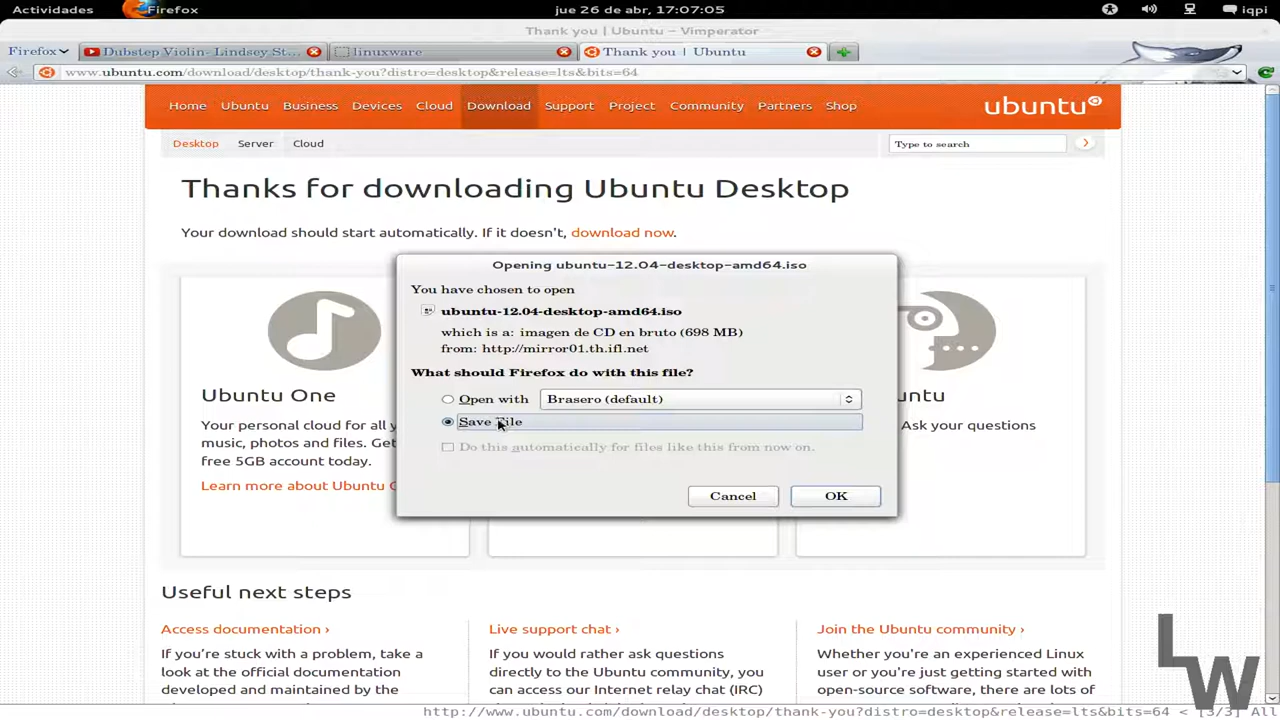 Actividades Firefox jue 26 de abr, 17:07:05 iqpi
Thank you | Ubuntu – Vimperator
Firefox Dubstep Violin- Lindsey St... linuxware Thank you | Ubuntu
www.ubuntu.com/download/desktop/thank-you?distro=desktop&release=lts&bits=64
Home Ubuntu Business Devices Cloud Download Support Project Community Partners Shop ubuntu
Desktop Server Cloud Type to search
Thanks for downloading Ubuntu Desktop
Your download should start automatically. If it doesn't, download now.
Opening ubuntu-12.04-desktop-amd64.iso
You have chosen to open
ubuntu-12.04-desktop-amd64.iso
which is a: imagen de CD en bruto (698 MB)
from: http://mirror01.th.ifl.net
What should Firefox do with this file?
Open with Brasero (default)
Save File
Do this automatically for files like this from now on.
Cancel OK
Ubuntu One
Your personal cloud for all y
music, photos and files. Get
free 5GB account today.
Learn more about Ubuntu O
untu
Ask your questions
Useful next steps
Access documentation ›
If you're stuck with a problem, take a
look at the official documentation
developed and maintained by the
Live support chat ›
If you would rather ask questions
directly to the Ubuntu community, you
can access our Internet relay chat (IRC)
Join the Ubuntu community ›
Whether you're an experienced Linux
user or you're just getting started with
open-source software, there are lots of
LW
http://www.ubuntu.com/download/desktop/thank-you?distro=desktop&release=lts&bits=64 < [3/3] All